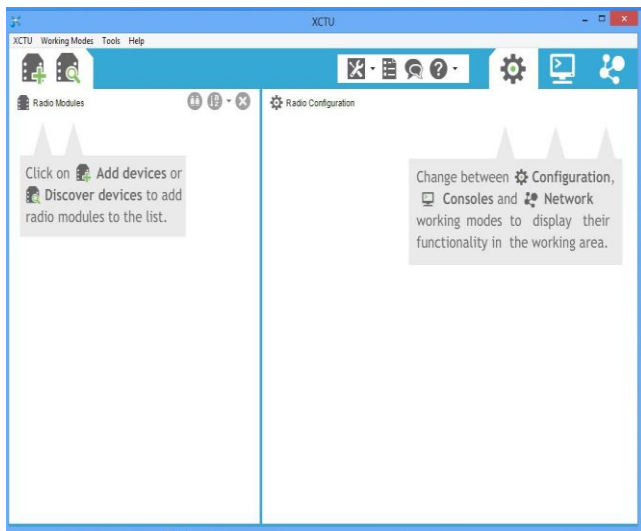 XCTU
XCTU Working Modes Tools Help
Radio Modules
Radio Configuration
Click on Add devices or
Discover devices to add
radio modules to the list.
Change between Configuration,
Consoles and Network
working modes to display their
functionality in the working area.